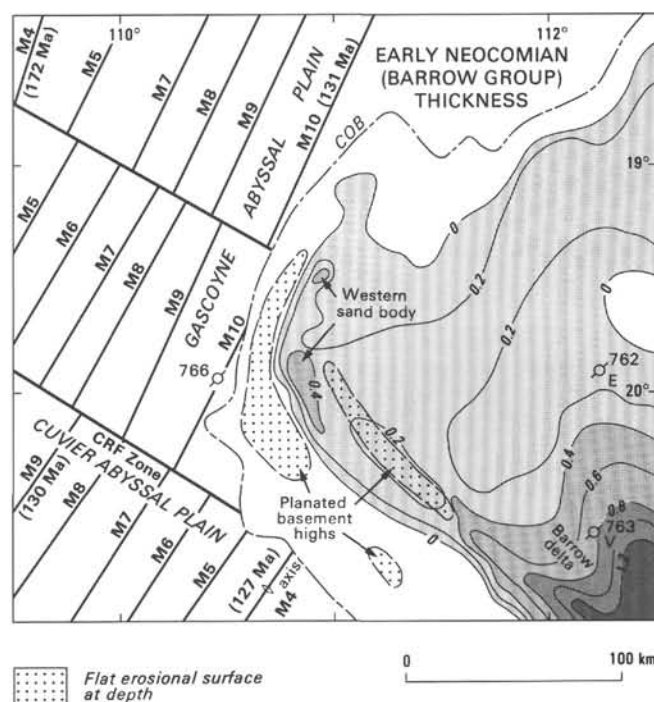 110°
112°
M4
(172 Ma)
M5
M7
M8
M9
M10 (131 Ma)
ABYSSAL PLAIN
EARLY NEOCOMIAN
(BARROW GROUP)
THICKNESS
COB
19°
0
0.2
M5
M6
M7
M8
M9
M10
GASCOYNE
Western
sand body
0.2
0
766
762
E
20°
0.4
0.2
0.4
CUVIER ABYSSAL PLAIN
CRF Zone
M9
(130 Ma)
M8
M7
M6
M5
(127 Ma)
M4
axis
Planated
basement
highs
0
0.6
0.8
763
V
Barrow
delta
Flat erosional surface
at depth
0
100 km